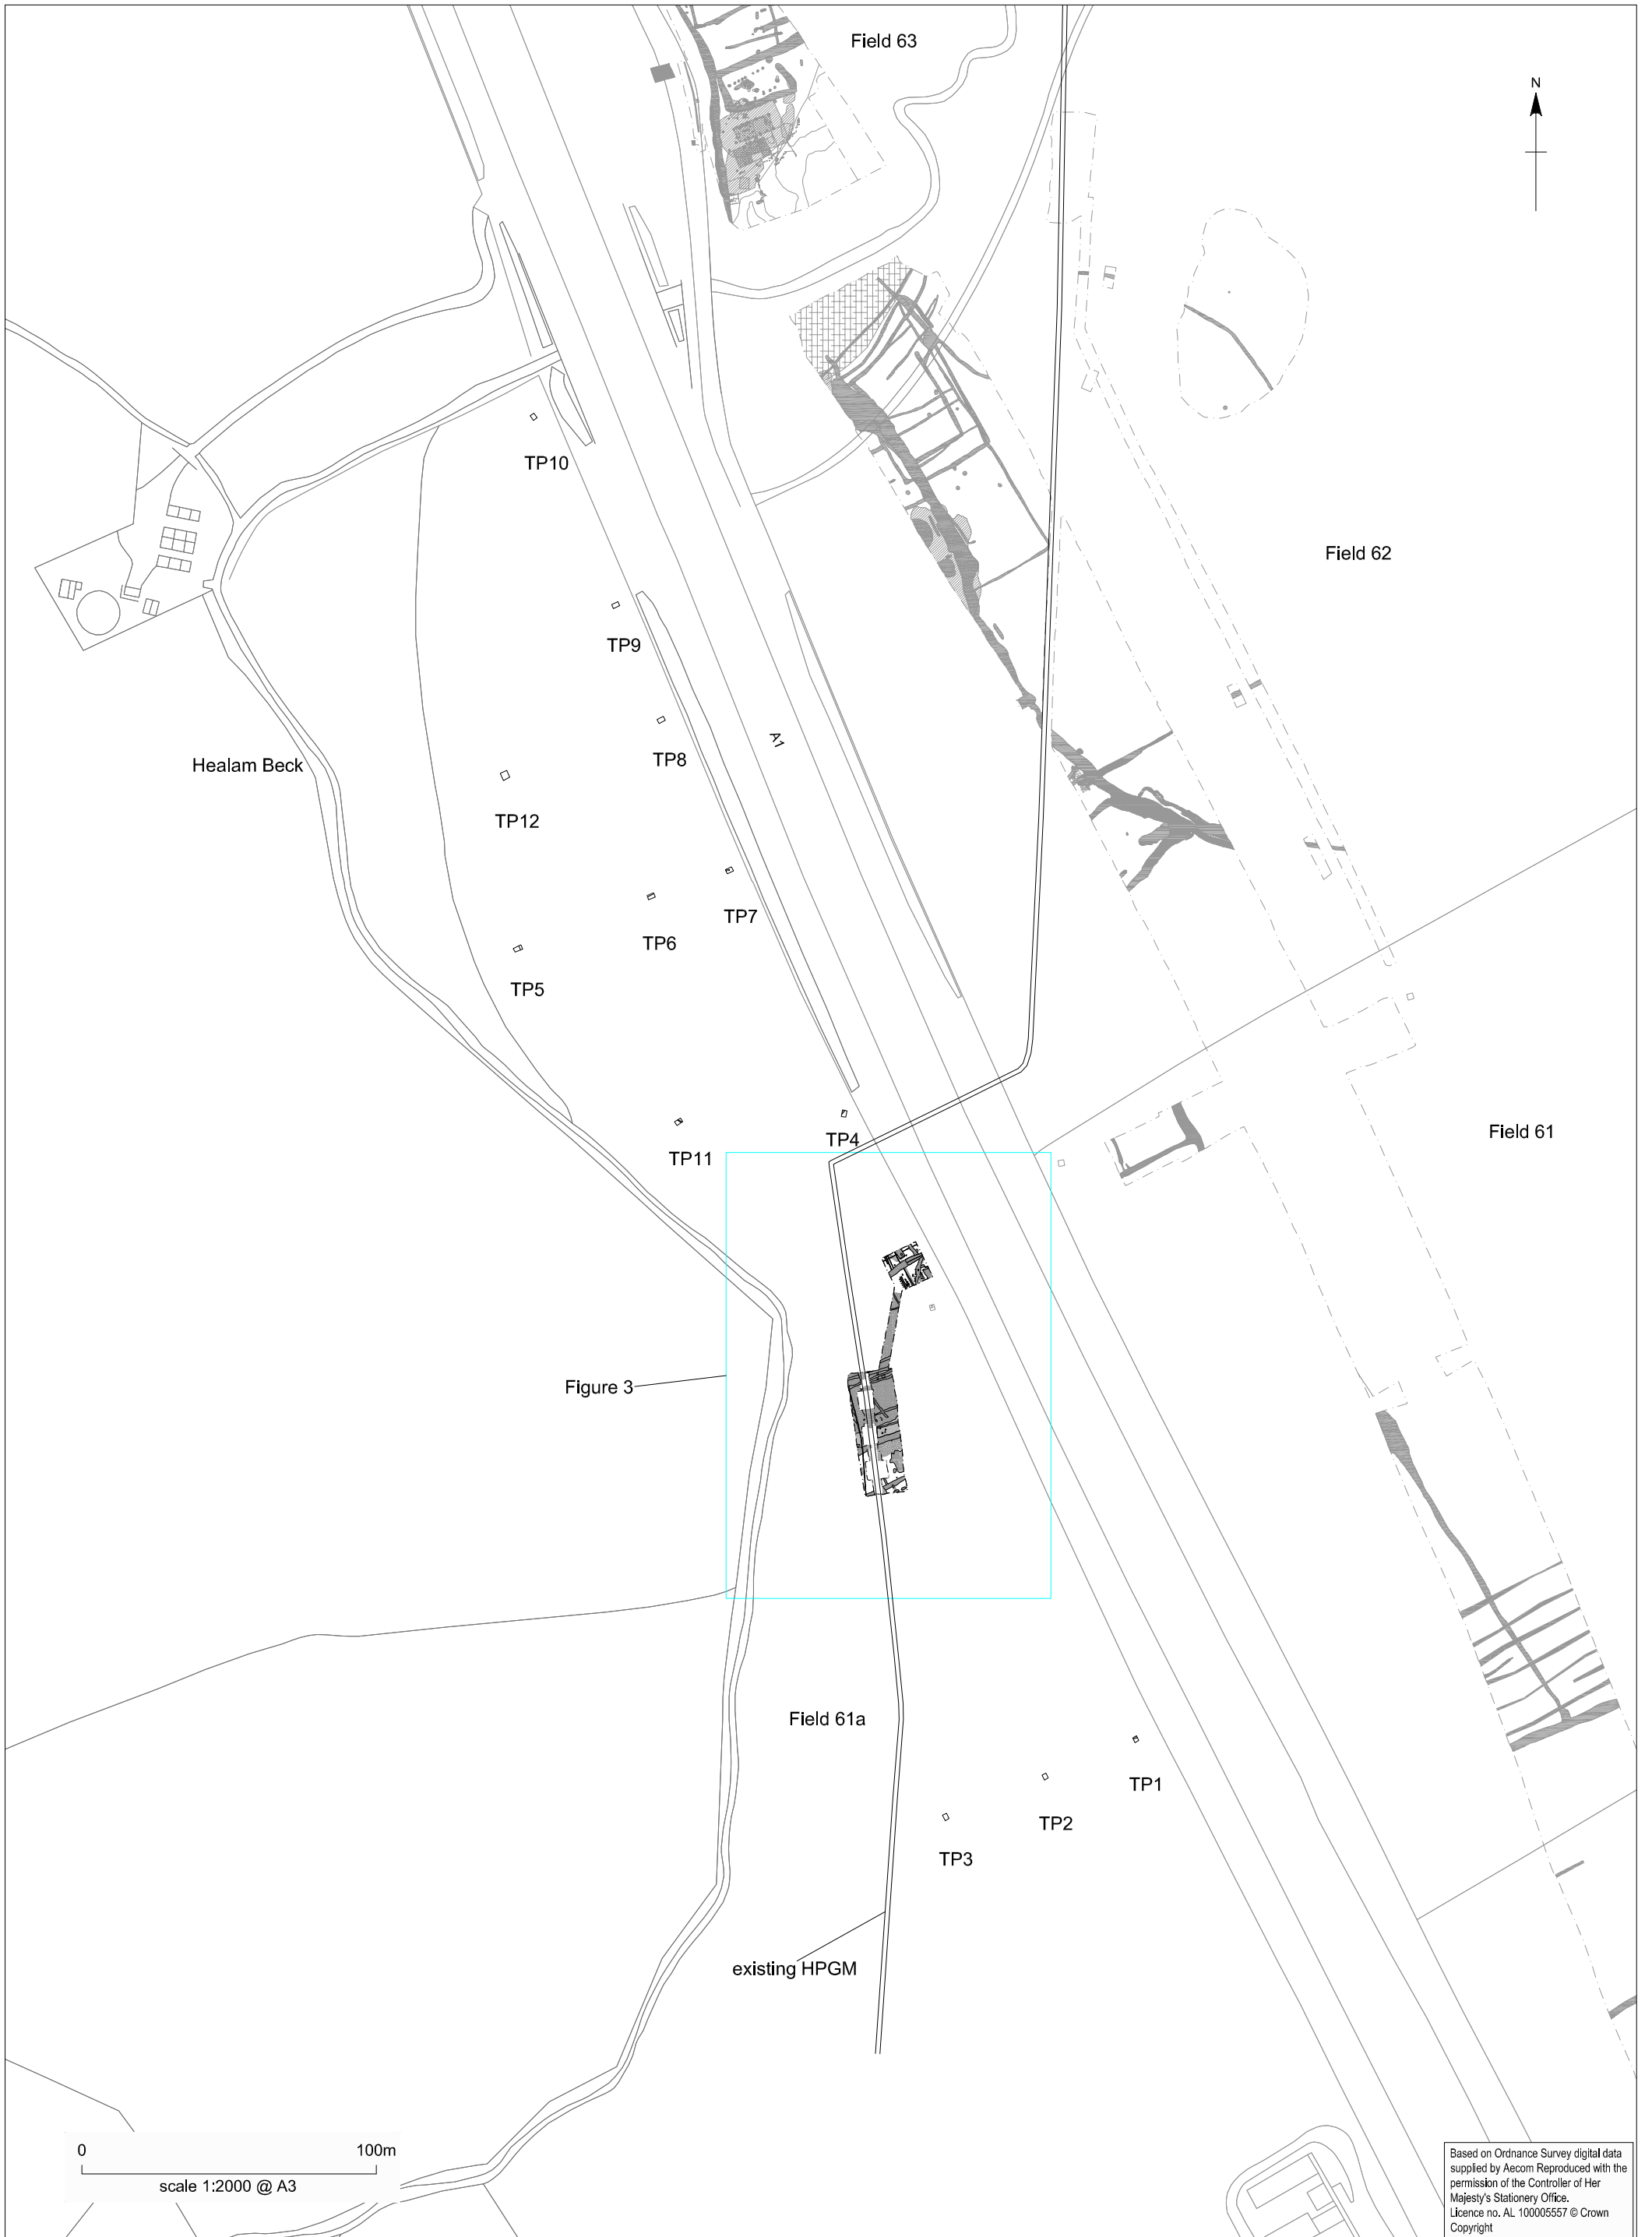 Field 63
N
TP10
Field 62
TP9
A1
TP8
Healam Beck
TP12
TP7
TP6
TP5
Field 61
TP4
TP11
Figure 3
Field 61a
TP1
TP2
TP3
existing HPGM
0 100m
scale 1:2000 @ A3
Based on Ordnance Survey digital data
supplied by Aecom Reproduced with the
permission of the Controller of Her
Majesty's Stationery Office.
Licence no. AL 100005557 © Crown
Copyright